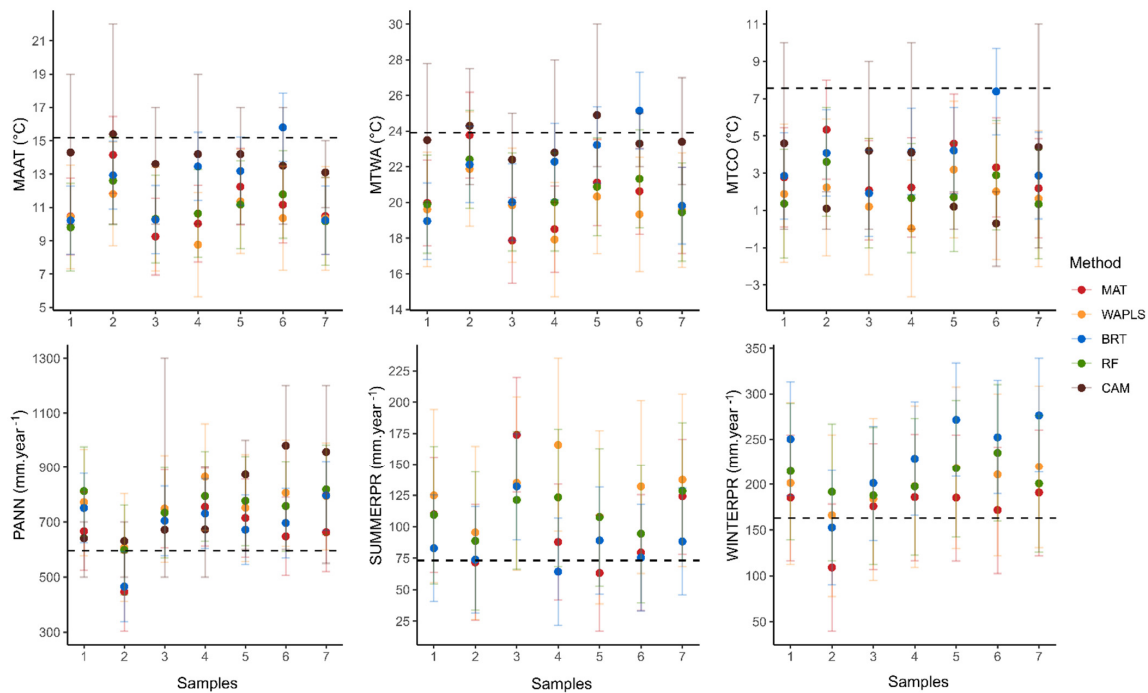 MAAT (°C)
21
19
17
15
13
11
9
7
5
1 2 3 4 5 6 7
MTWA (°C)
30
28
26
24
22
20
18
16
14
1 2 3 4 5 6 7
MTCO (°C)
11
9
7
5
3
1
−1
−3
1 2 3 4 5 6 7
Method
MAT
WAPLS
BRT
RF
CAM
PANN (mm.year⁻¹)
1300
1100
900
700
500
300
1 2 3 4 5 6 7
Samples
SUMMERPR (mm.year⁻¹)
225
200
175
150
125
100
75
50
25
1 2 3 4 5 6 7
Samples
WINTERPR (mm.year⁻¹)
350
300
250
200
150
100
50
1 2 3 4 5 6 7
Samples